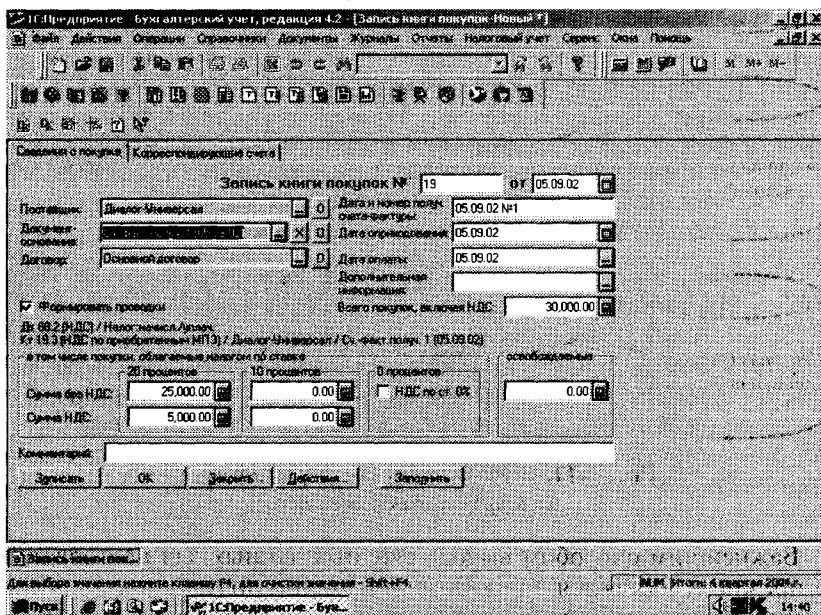 1С:Предприятие - Бухгалтерский учет, редакция 4.2 - [Запись книги покупок-Новый *]
Файл Действия Операции Справочники Документы Журналы Отчеты Налоговый учет Сервис Окна Помощь
M M+ M-
Сведения о покупке Корреспондирующие счета
Запись книги покупок № 19 от 05.09.02
Поставщик: Диалог-Универсал Дата и номер получ. счета-фактуры: 05.09.02 №1
Документ-основание: Дата оприходования: 05.09.02
Договор: Основной договор Дата оплаты: 05.09.02
Дополнительная информация:
Формировать проводки Всего покупок, включая НДС: 30,000.00
Дт 68.2 (НДС) / Налог: начисл./уплач.
Кт 19.3 (НДС по приобретенным МПЗ) / Диалог-Универсал / Сч.-факт. получ. 1 (05.09.02)
в том числе покупки, облагаемые налогом по ставке освобождаемые
20 процентов 10 процентов 0 процентов
Сумма без НДС: 25,000.00 0.00 НДС по ст. 0% 0.00
Сумма НДС: 5,000.00 0.00
Комментарий:
Записать OK Закрыть Действия... Заполнить
Запись книги пок...
Для выбора значения нажмите клавишу F4, для очистки значения - Shift+F4. NUM Итоги: 4 квартал 2004 г.
Пуск 1С:Предприятие - Бух... 14:40